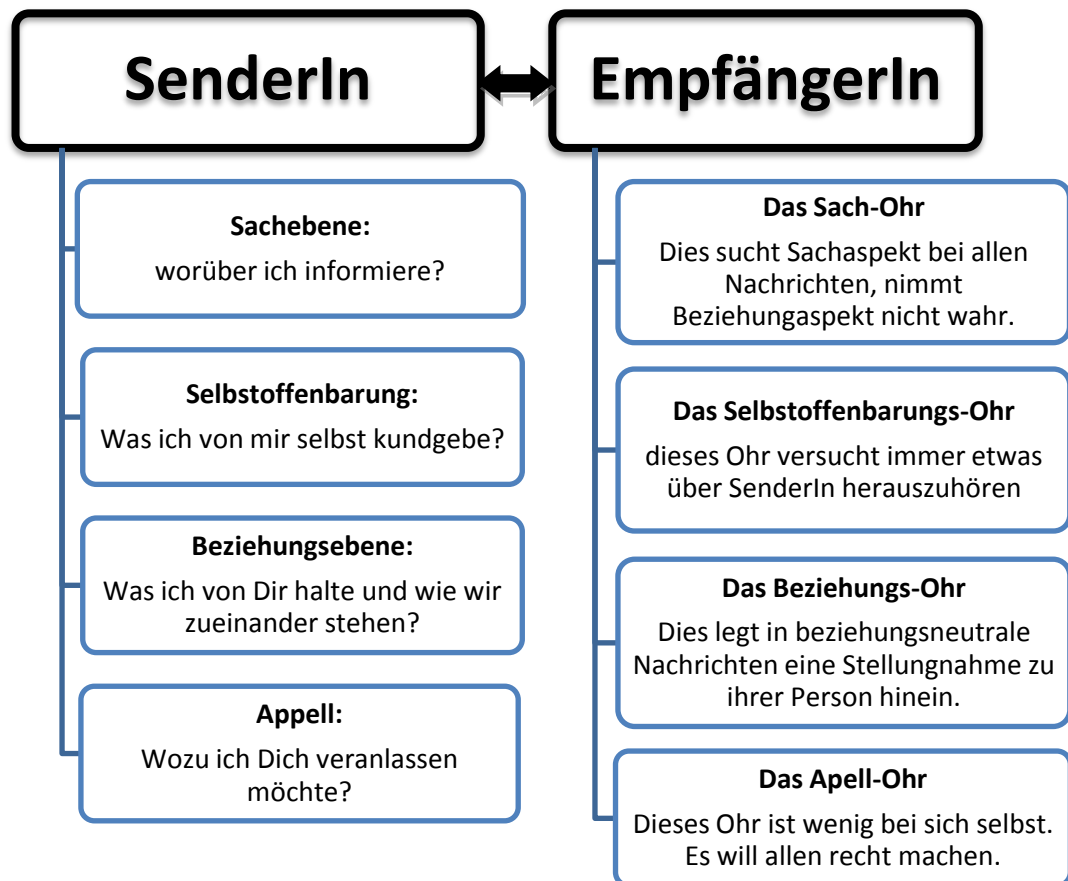 SenderIn
Sachebene:
worüber ich informiere?
Selbstoffenbarung:
Was ich von mir selbst kundgebe?
Beziehungsebene:
Was ich von Dir halte und wie wir
zueinander stehen?
Appell:
Wozu ich Dich veranlassen
möchte?
EmpfängerIn
Das Sach-Ohr
Dies sucht Sachaspekt bei allen
Nachrichten, nimmt
Beziehungaspekt nicht wahr.
Das Selbstoffenbarungs-Ohr
dieses Ohr versucht immer etwas
über SenderIn herauszuhören
Das Beziehungs-Ohr
Dies legt in beziehungsneutrale
Nachrichten eine Stellungnahme zu
ihrer Person hinein.
Das Apell-Ohr
Dieses Ohr ist wenig bei sich selbst.
Es will allen recht machen.